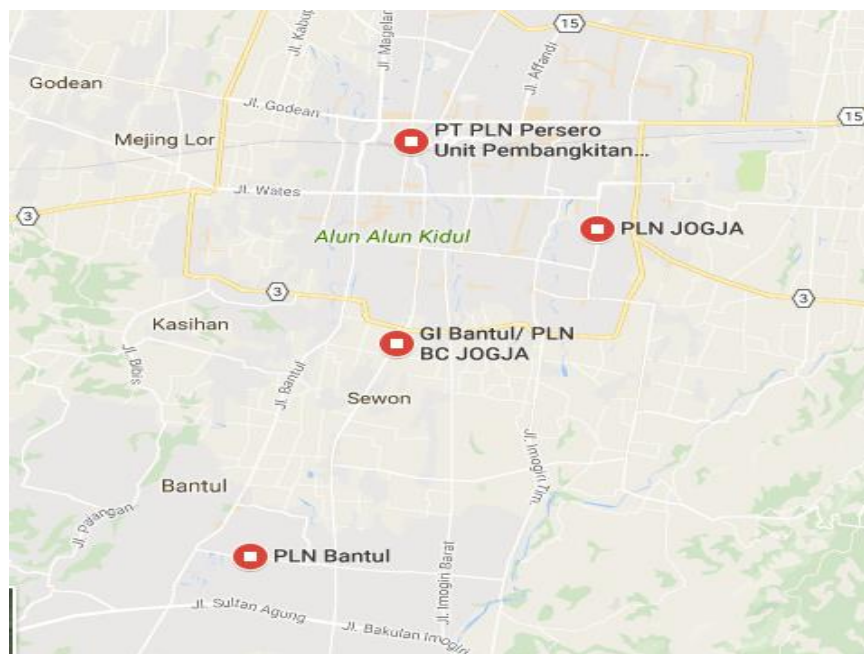 15
Jl. Kabup
Jl. Magelan
Jl. Affandi
Godean
Jl. Godean
15
Mejing Lor
PT PLN Persero
Unit Pembangkitan...
Jl. Wates
3
Alun Alun Kidul
PLN JOGJA
3
3
Kasihan
GI Bantul/ PLN
BC JOGJA
Jl. Bibis
Jl. Bantul
Sewon
Jl. Imogiri Tim.
Bantul
Jl. Pajangan
PLN Bantul
Jl. Imogiri Barat
Jl. Sultan Agung
Jl. Bakulan Imogiri